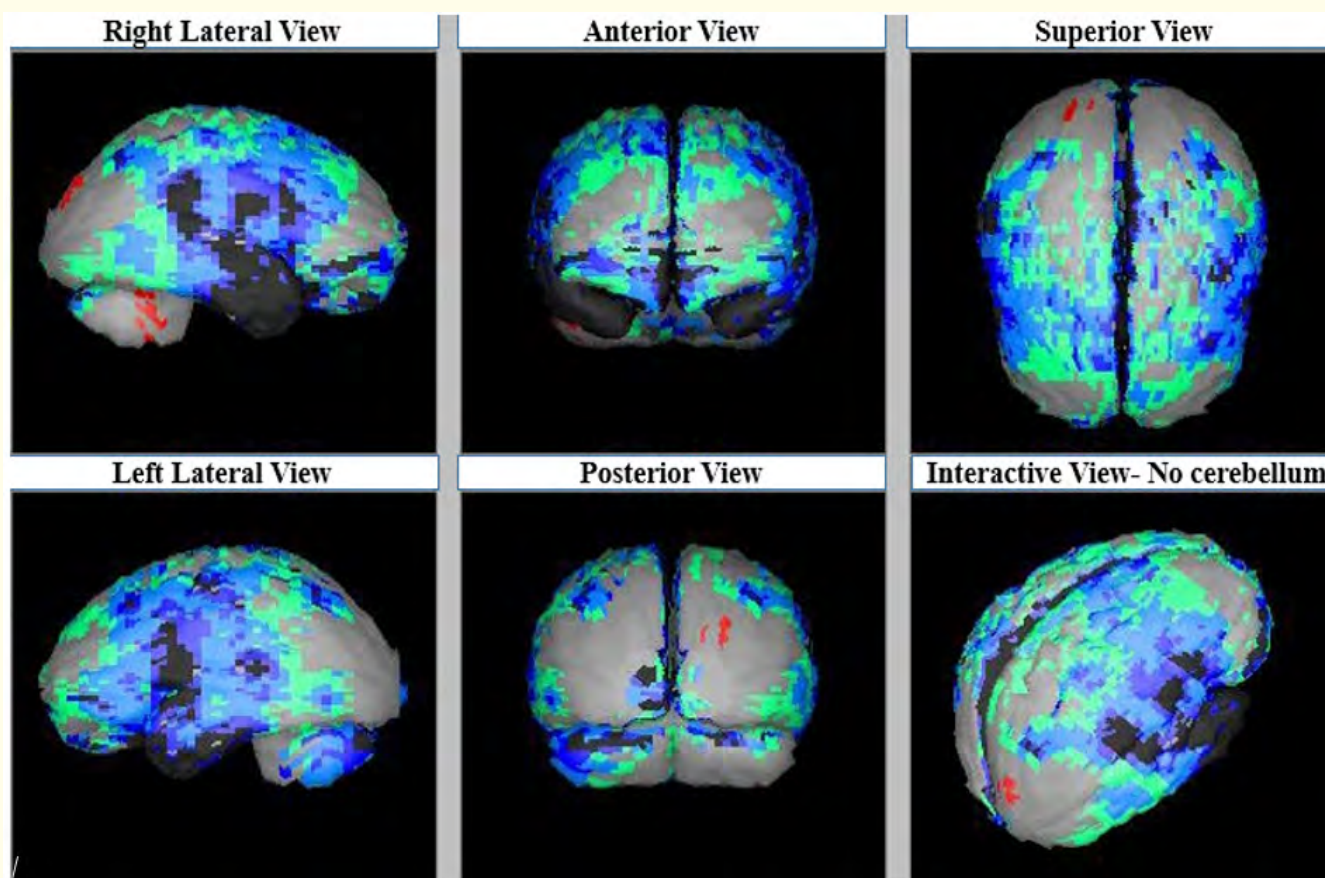 Right Lateral View
Anterior View
Superior View
Left Lateral View
Posterior View
Interactive View- No cerebellum